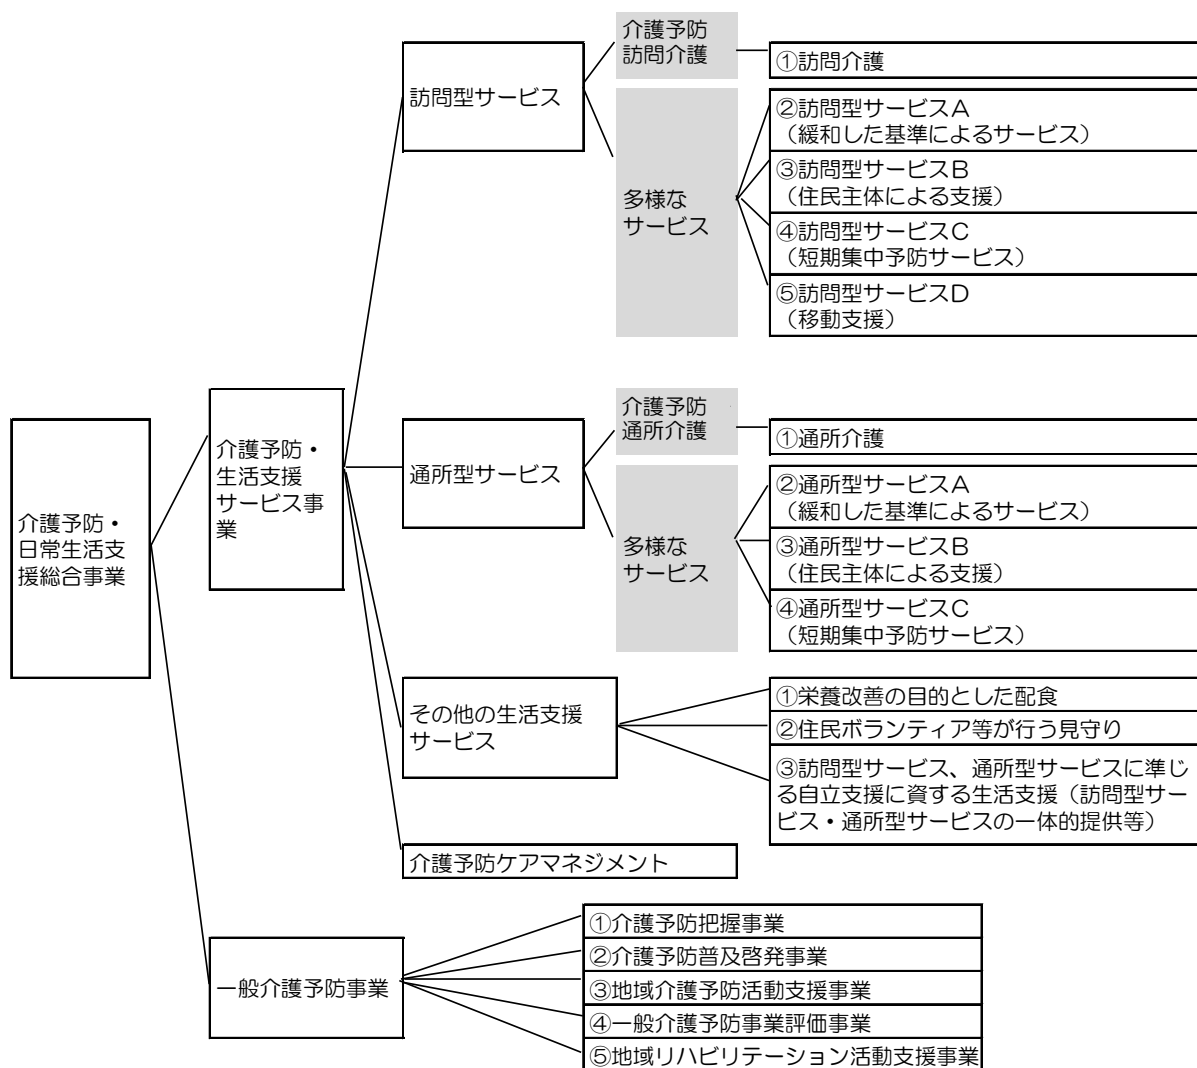 介護予防・
日常生活支
援総合事業
介護予防・
生活支援
サービス事
業
訪問型サービス
介護予防
訪問介護
①訪問介護
多様な
サービス
②訪問型サービスA
（緩和した基準によるサービス）
③訪問型サービスB
（住民主体による支援）
④訪問型サービスC
（短期集中予防サービス）
⑤訪問型サービスD
（移動支援）
通所型サービス
介護予防
通所介護
①通所介護
多様な
サービス
②通所型サービスA
（緩和した基準によるサービス）
③通所型サービスB
（住民主体による支援）
④通所型サービスC
（短期集中予防サービス）
その他の生活支援
サービス
①栄養改善の目的とした配食
②住民ボランティア等が行う見守り
③訪問型サービス、通所型サービスに準じ
る自立支援に資する生活支援（訪問型サー
ビス・通所型サービスの一体的提供等）
介護予防ケアマネジメント
一般介護予防事業
①介護予防把握事業
②介護予防普及啓発事業
③地域介護予防活動支援事業
④一般介護予防事業評価事業
⑤地域リハビリテーション活動支援事業